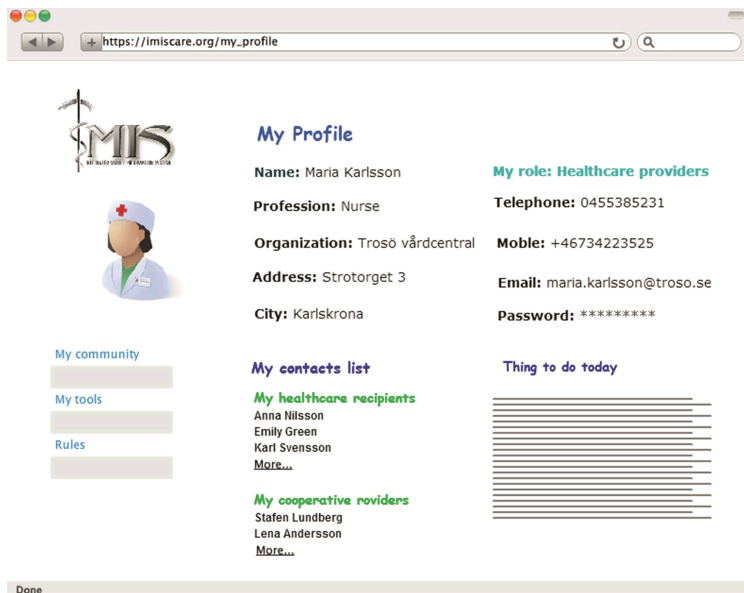 https://imiscare.org/my_profile
IMIS
My Profile
Name: Maria Karlsson
My role: Healthcare providers
Profession: Nurse
Telephone: 0455385231
Organization: Trosö vårdcentral
Moble: +46734223525
Address: Strotorget 3
Email: maria.karlsson@troso.se
City: Karlskrona
Password: *********
My community
My tools
Rules
My contacts list
My healthcare recipients
Anna Nilsson
Emily Green
Karl Svensson
More...
My cooperative roviders
Stafen Lundberg
Lena Andersson
More...
Thing to do today
Done